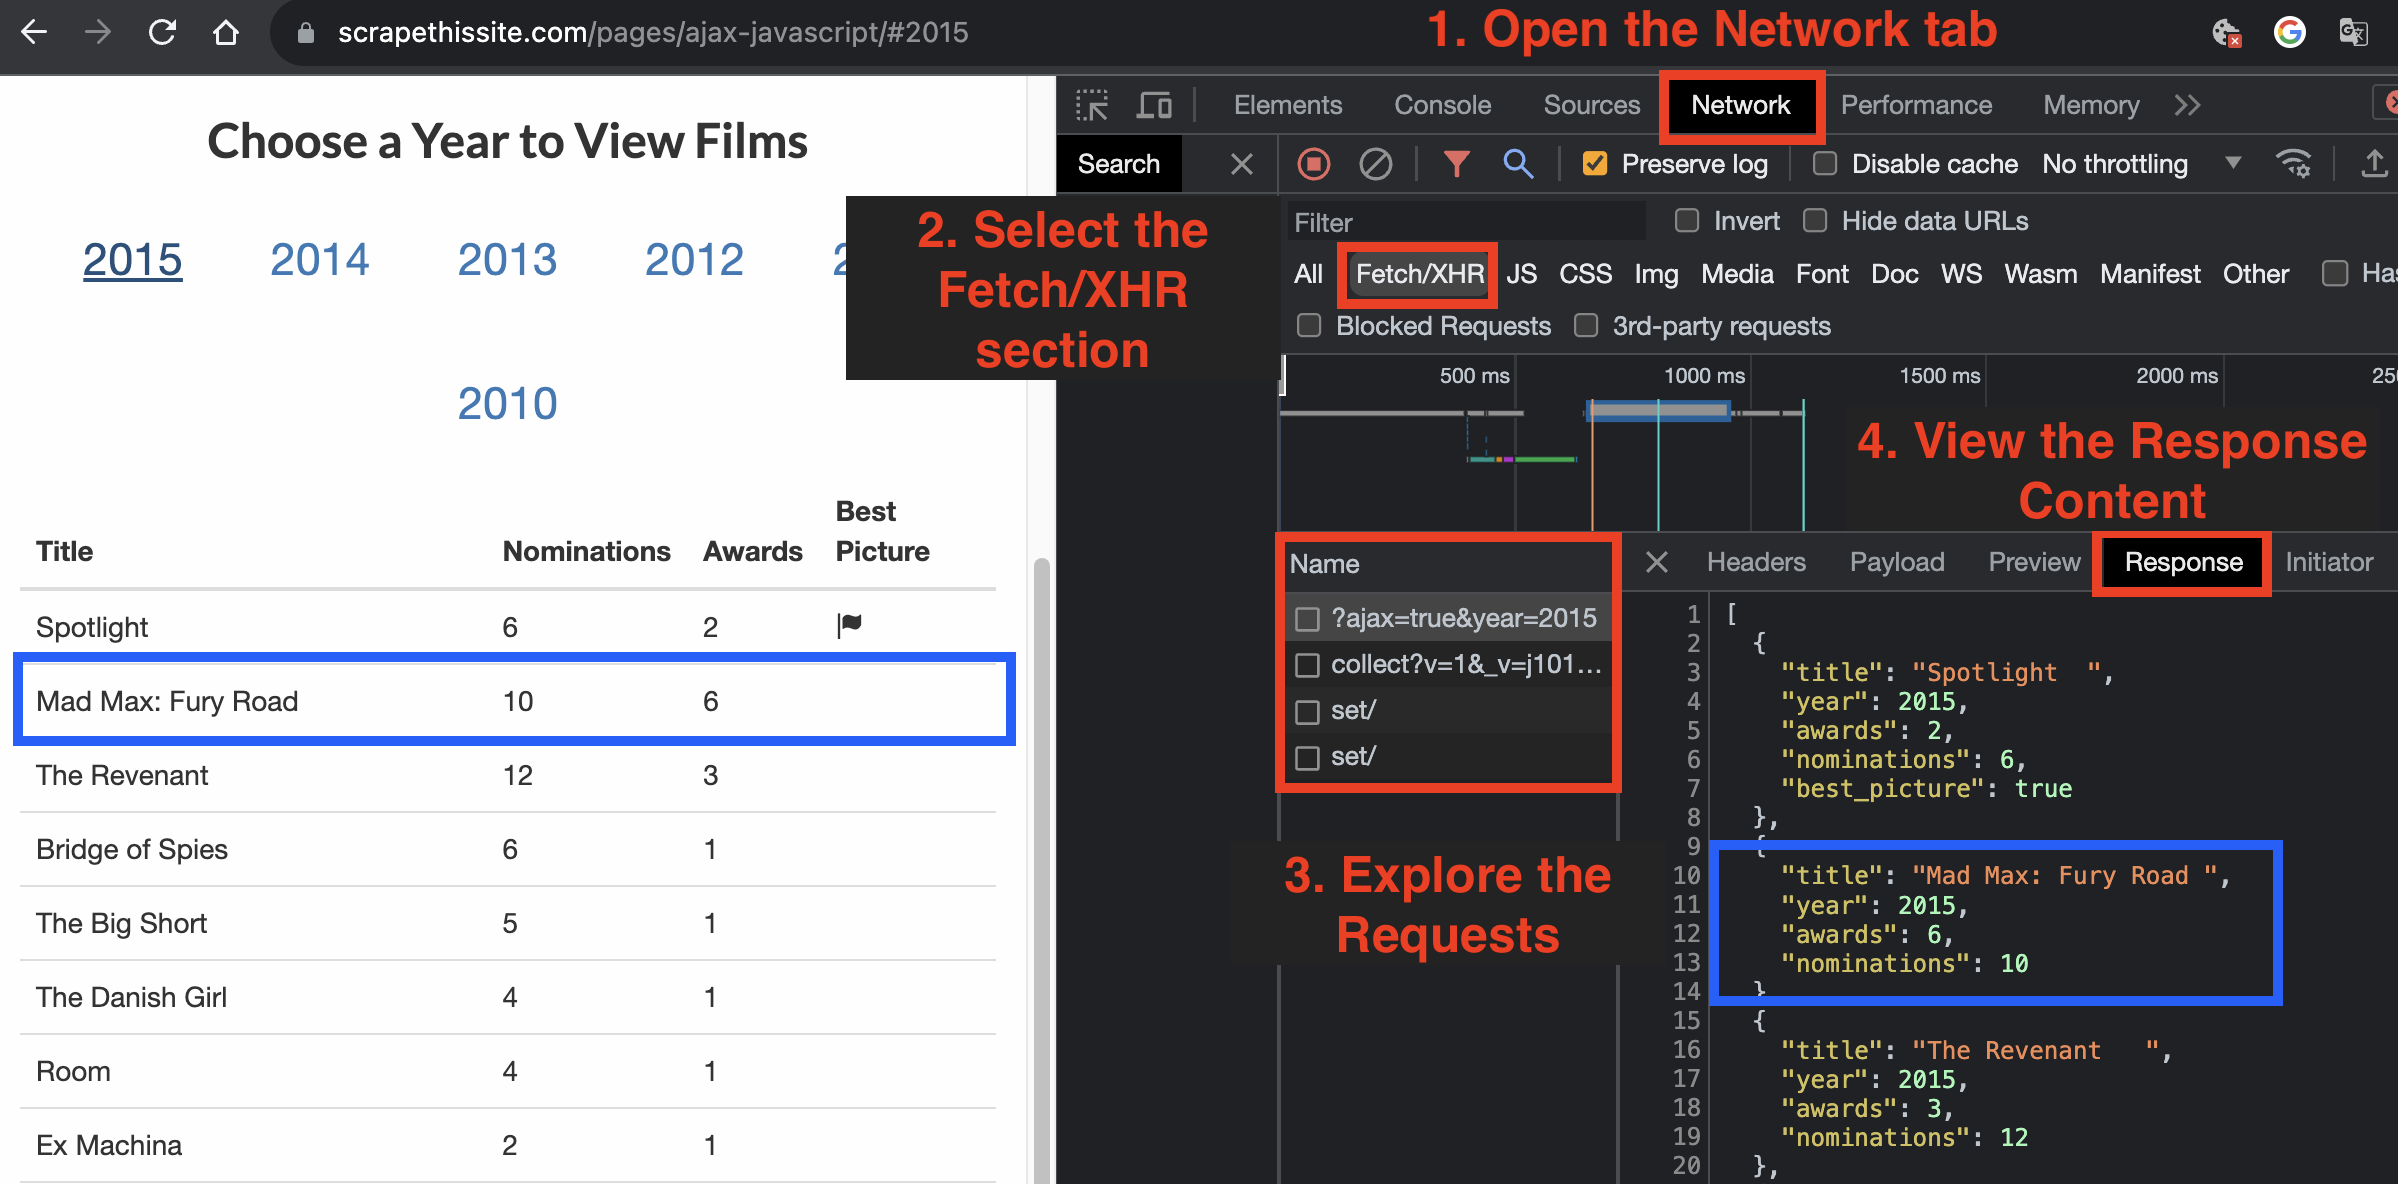 scrapethissite.com/pages/ajax-javascript/#2015
1. Open the Network tab
Choose a Year to View Films
2015 2014 2013 2012
2010
Title Nominations Awards Best Picture
Spotlight 6 2
Mad Max: Fury Road 10 6
The Revenant 12 3
Bridge of Spies 6 1
The Big Short 5 1
The Danish Girl 4 1
Room 4 1
Ex Machina 2 1
Elements Console Sources Network Performance Memory
Search
Preserve log Disable cache No throttling
2. Select the
Fetch/XHR
section
Filter Invert Hide data URLs
All Fetch/XHR JS CSS Img Media Font Doc WS Wasm Manifest Other Has
Blocked Requests 3rd-party requests
500 ms 1000 ms 1500 ms 2000 ms 250
4. View the Response
Content
Name
?ajax=true&year=2015
collect?v=1&_v=j101...
set/
set/
3. Explore the
Requests
Headers Payload Preview Response Initiator
1 [
2 {
3 "title": "Spotlight  ",
4 "year": 2015,
5 "awards": 2,
6 "nominations": 6,
7 "best_picture": true
8 },
9 {
10 "title": "Mad Max: Fury Road ",
11 "year": 2015,
12 "awards": 6,
13 "nominations": 10
14 }
15 {
16 "title": "The Revenant   ",
17 "year": 2015,
18 "awards": 3,
19 "nominations": 12
20 },